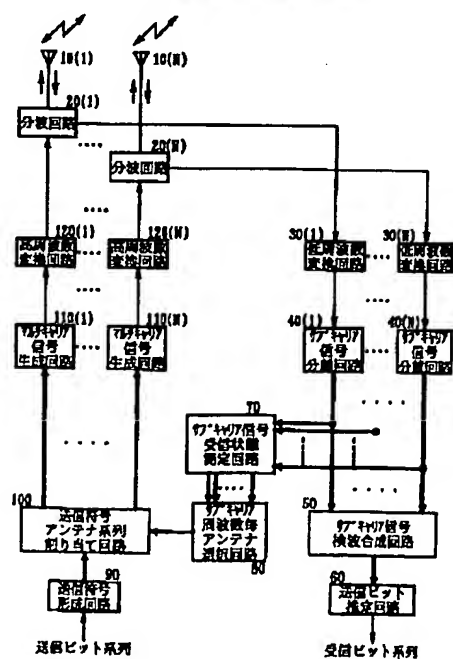 10(1)
10(N)
20(1)
分波回路
20(N)
分波回路
120(1)
高周波数
変換回路
120(N)
高周波数
変換回路
30(1)
低周波数
変換回路
30(N)
低周波数
変換回路
110(1)
マルチキャリア
信号
生成回路
110(N)
マルチキャリア
信号
生成回路
40(1)
サブキャリア
信号
分離回路
40(N)
サブキャリア
信号
分離回路
70
サブキャリア信号
受信状態
測定回路
100
送信符号
アンテナ系列
割り当て回路
サブキャリア
周波数毎
アンテナ
選択回路
80
50
サブキャリア信号
検波合成回路
90
送信符号
形成回路
60
送信ビット
推定回路
送信ビット系列
受信ビット系列